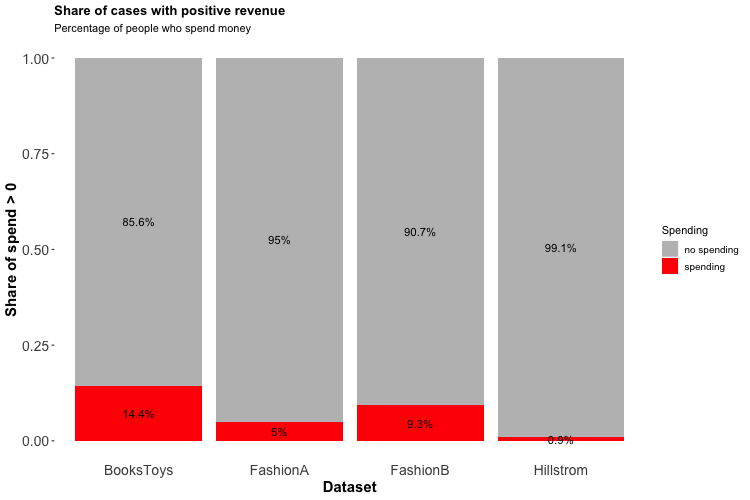 Share of cases with positive revenue
Percentage of people who spend money
Share of spend > 0
1.00
0.75
0.50
0.25
0.00
85.6%
95%
90.7%
99.1%
14.4%
5%
9.3%
0.9%
BooksToys
FashionA
FashionB
Hillstrom
Dataset
Spending
no spending
spending